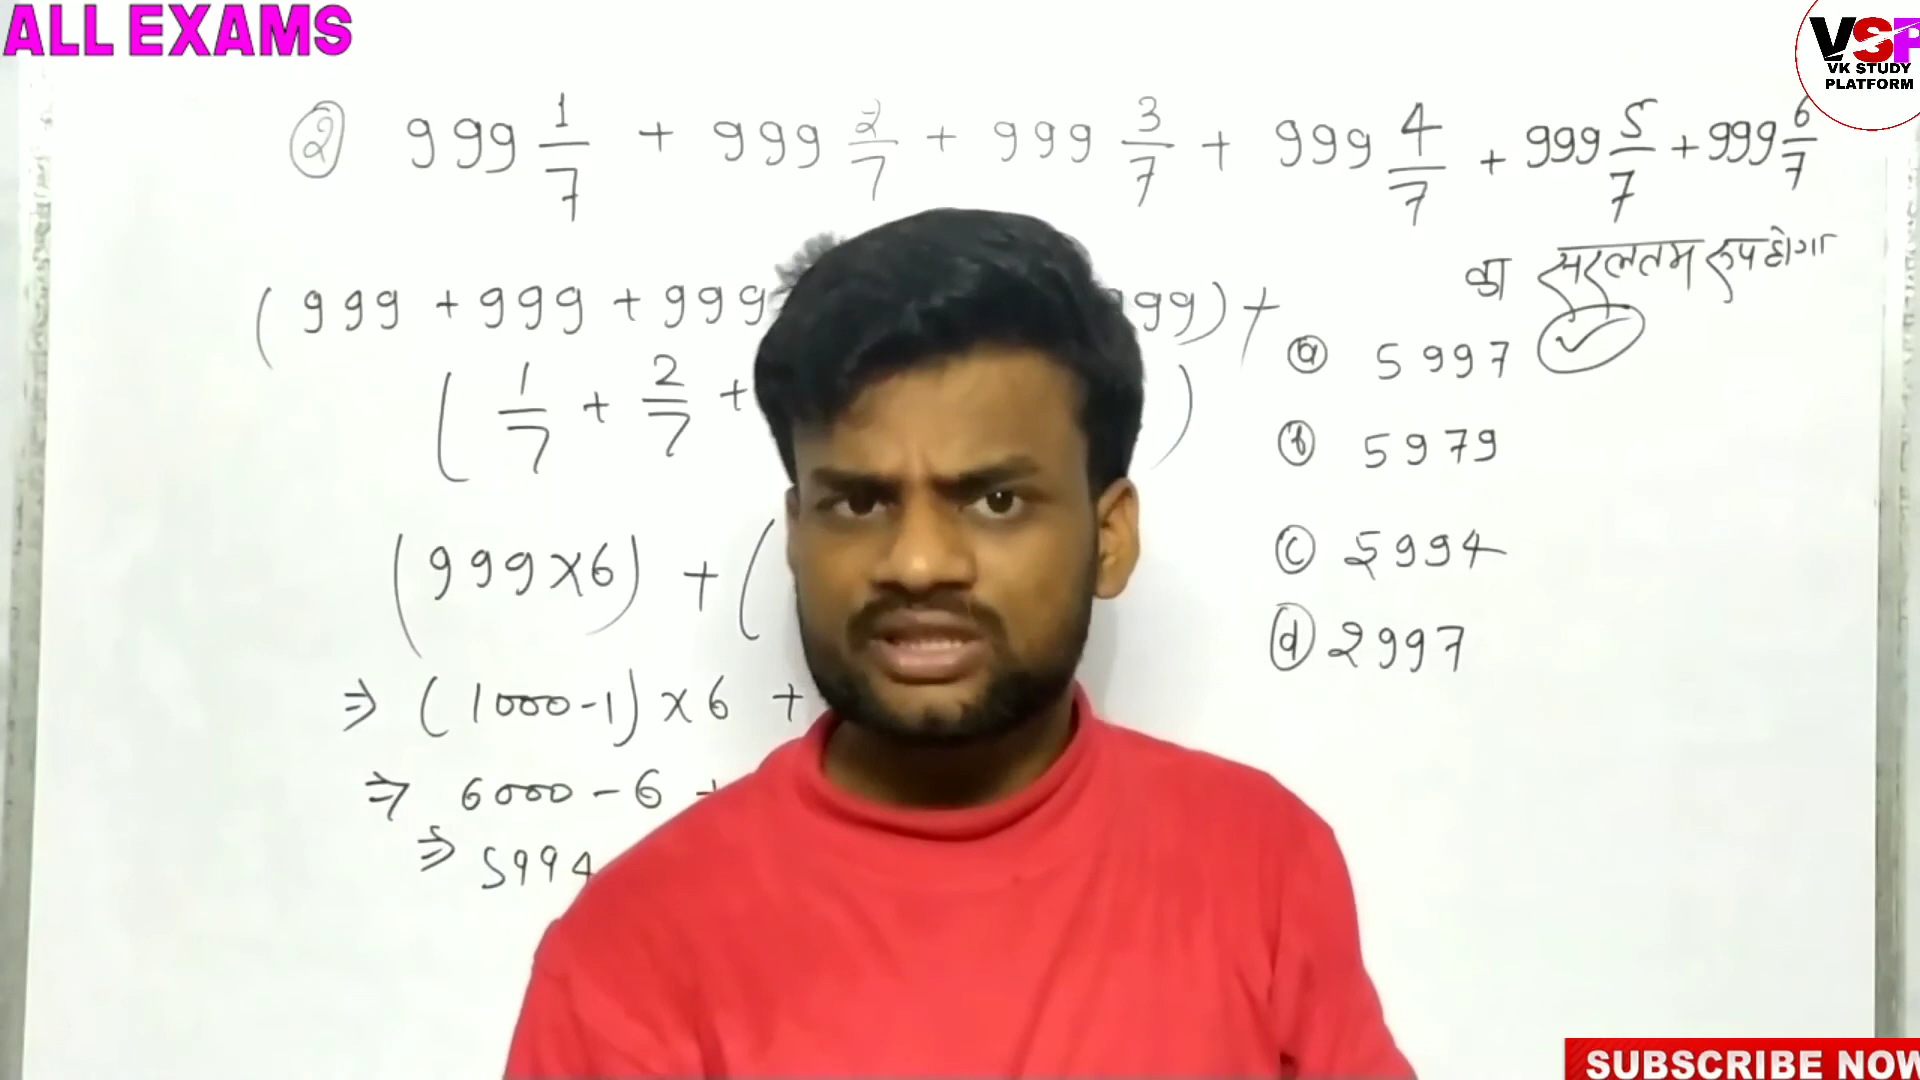 ALL EXAMS
VSP
VK STUDY
PLATFORM
② 999 1/7 + 999 2/7 + 999 3/7 + 999 4/7 + 999 5/7 + 999 6/7
का सरलतम रूप होगा
(999 + 999 + 999 99) +
(1/7 + 2/7 + )
ⓐ 5997 ✓
ⓑ 5979
(999×6) + (
ⓒ 5994
ⓓ 2997
⇒ (1000-1) × 6 +
⇒ 6000 - 6 +
⇒ 5994
SUBSCRIBE NOW